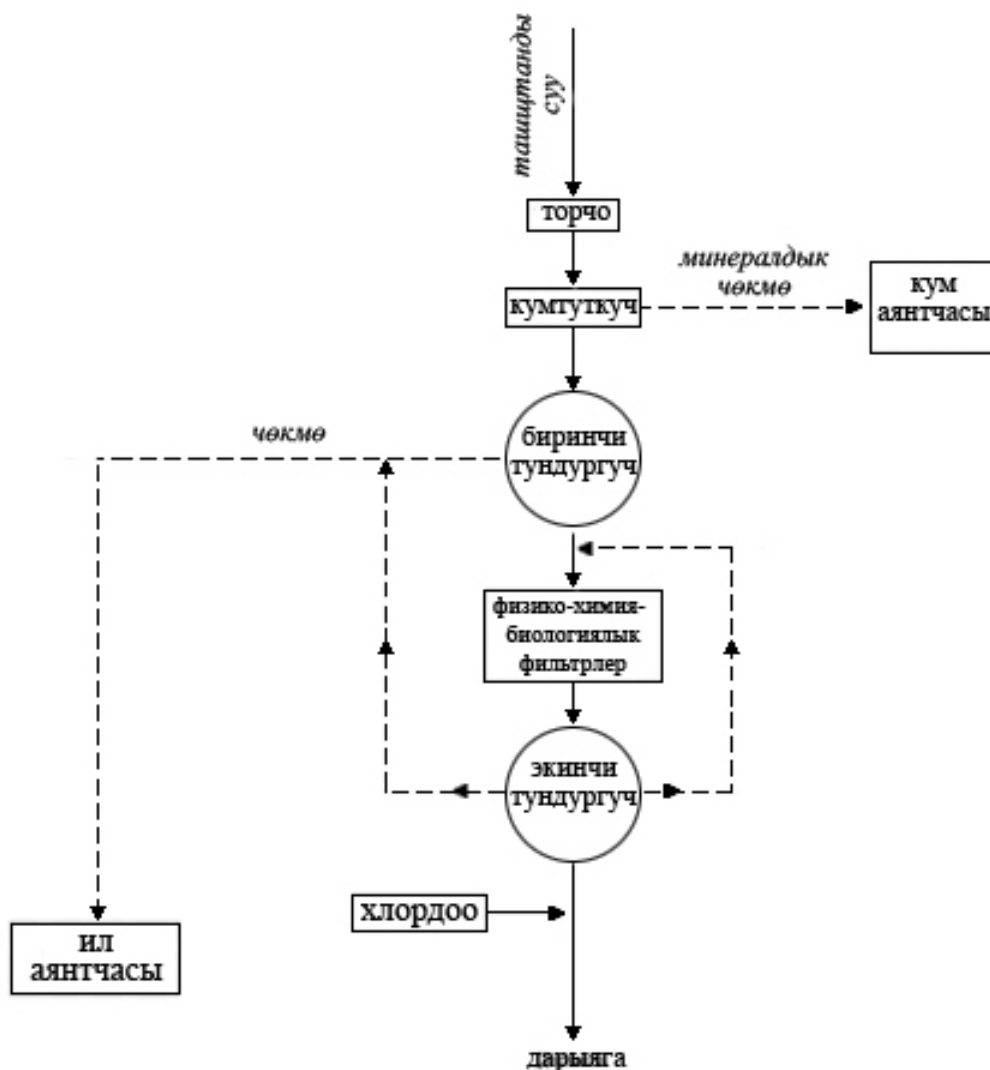 ташштанды
суу
торчо
минералдык
чөкмө
кум
аянтчасы
кумтуткуч
чөкмө
биринчи
тундургуч
физико-химия-
биологиялык
фильтрлер
экинчи
тундургуч
хлордоо
ил
аянтчасы
дарыяга